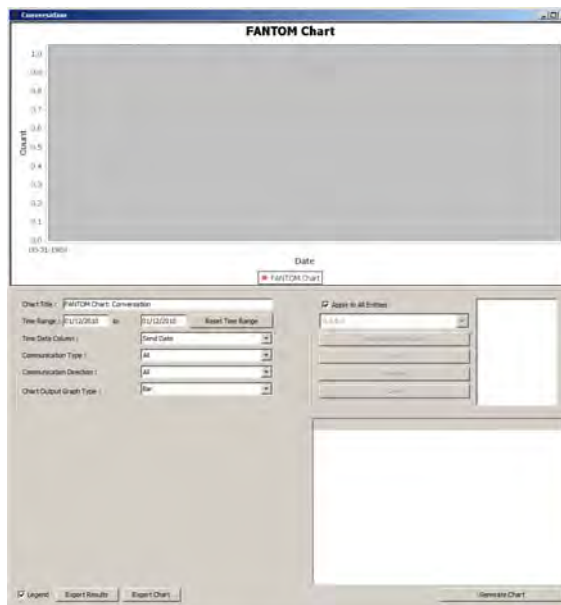 Conversation
FANTOM Chart
1.0
0.9
0.8
0.7
0.6
0.5
0.4
0.3
0.2
0.1
0.0
Count
Date
FANTOM Chart
Chart Title : FANTOM Chart: Conversation
Time Range : 01/12/2010 to 01/12/2010 Reset Time Range
Time Data Column : Send Date
Communication Type : All
Communication Direction : All
Chart Output Graph Type : Bar
Apply to All Entities
Legend Export Results Export Chart Generate Chart